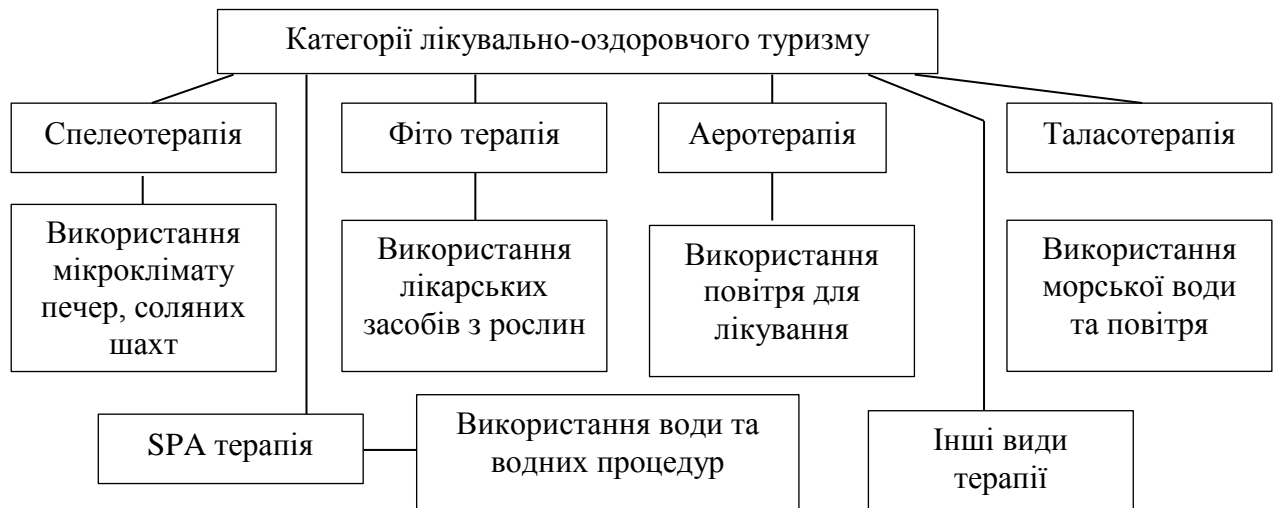 Категорії лікувально-оздоровчого туризму
Спелеотерапія
Фіто терапія
Аеротерапія
Таласотерапія
Використання
мікроклімату
печер, соляних
шахт
Використання
лікарських
засобів з рослин
Використання
повітря для
лікування
Використання
морської води
та повітря
SPA терапія
Використання води та
водних процедур
Інші види
терапії